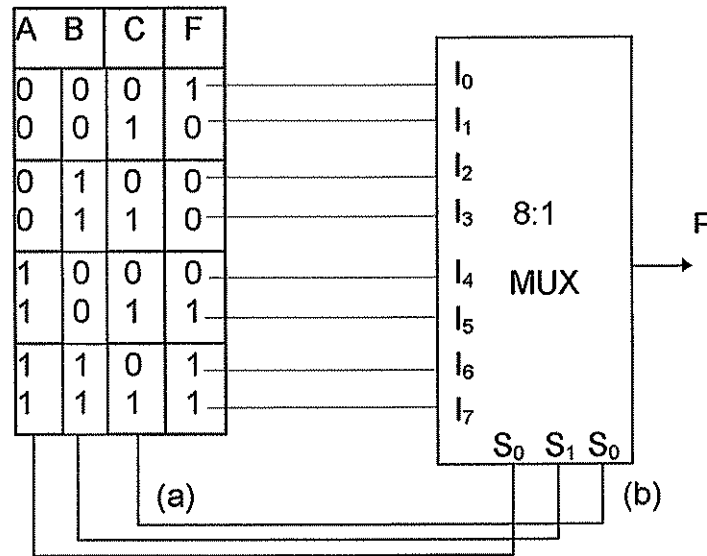 A B C F
0 0 0 1
0 0 1 0
0 1 0 0
0 1 1 0
1 0 0 0
1 0 1 1
1 1 0 1
1 1 1 1
I₀
I₁
I₂
I₃
I₄
I₅
I₆
I₇
8:1
MUX
F
S₀ S₁ S₀
(a)
(b)